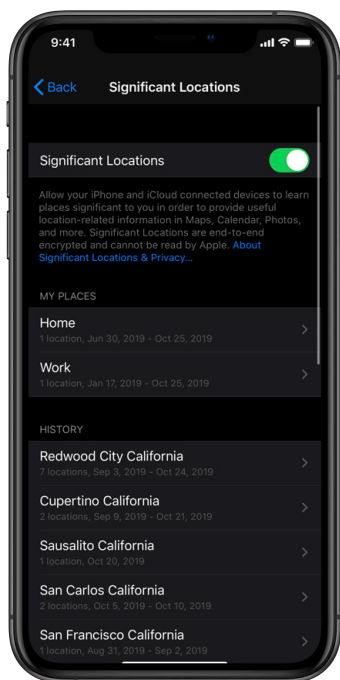 9:41
Back
Significant Locations
Significant Locations
Allow your iPhone and iCloud connected devices to learn
places significant to you in order to provide useful
location-related information in Maps, Calendar, Photos,
and more. Significant Locations are end-to-end
encrypted and cannot be read by Apple. About
Significant Locations & Privacy...
MY PLACES
Home
1 location, Jun 30, 2019 - Oct 25, 2019
Work
1 location, Jan 17, 2019 - Oct 25, 2019
HISTORY
Redwood City California
7 locations, Sep 3, 2019 - Oct 24, 2019
Cupertino California
2 locations, Sep 9, 2019 - Oct 21, 2019
Sausalito California
1 location, Oct 20, 2019
San Carlos California
2 locations, Oct 5, 2019 - Oct 10, 2019
San Francisco California
1 location, Aug 31, 2019 - Sep 2, 2019